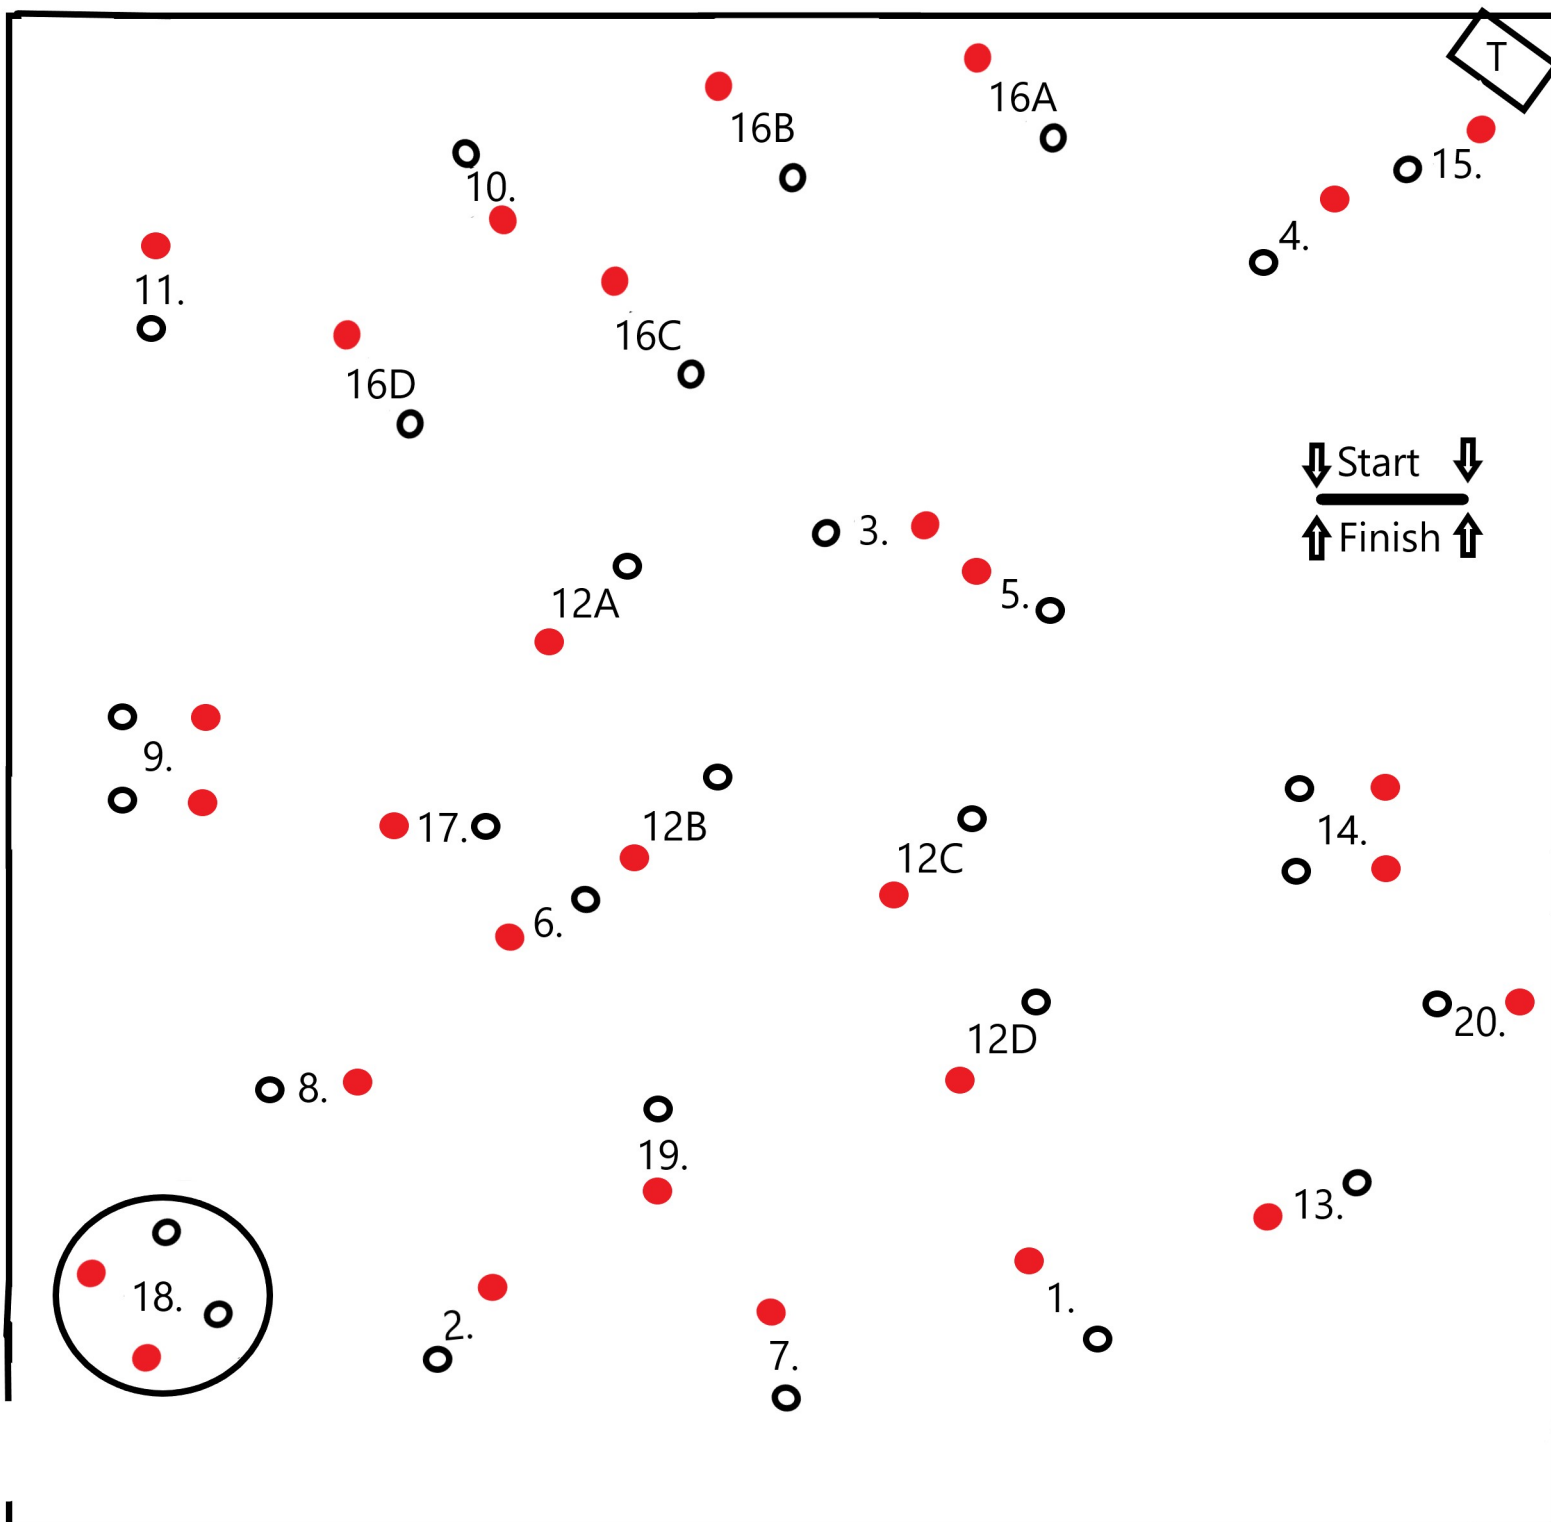 T
16A
16B
15.
10.
4.
11.
16C
16D
Start
3.
Finish
5.
12A
9.
17.
12B
14.
12C
6.
20.
12D
8.
19.
13.
18.
1.
2.
7.